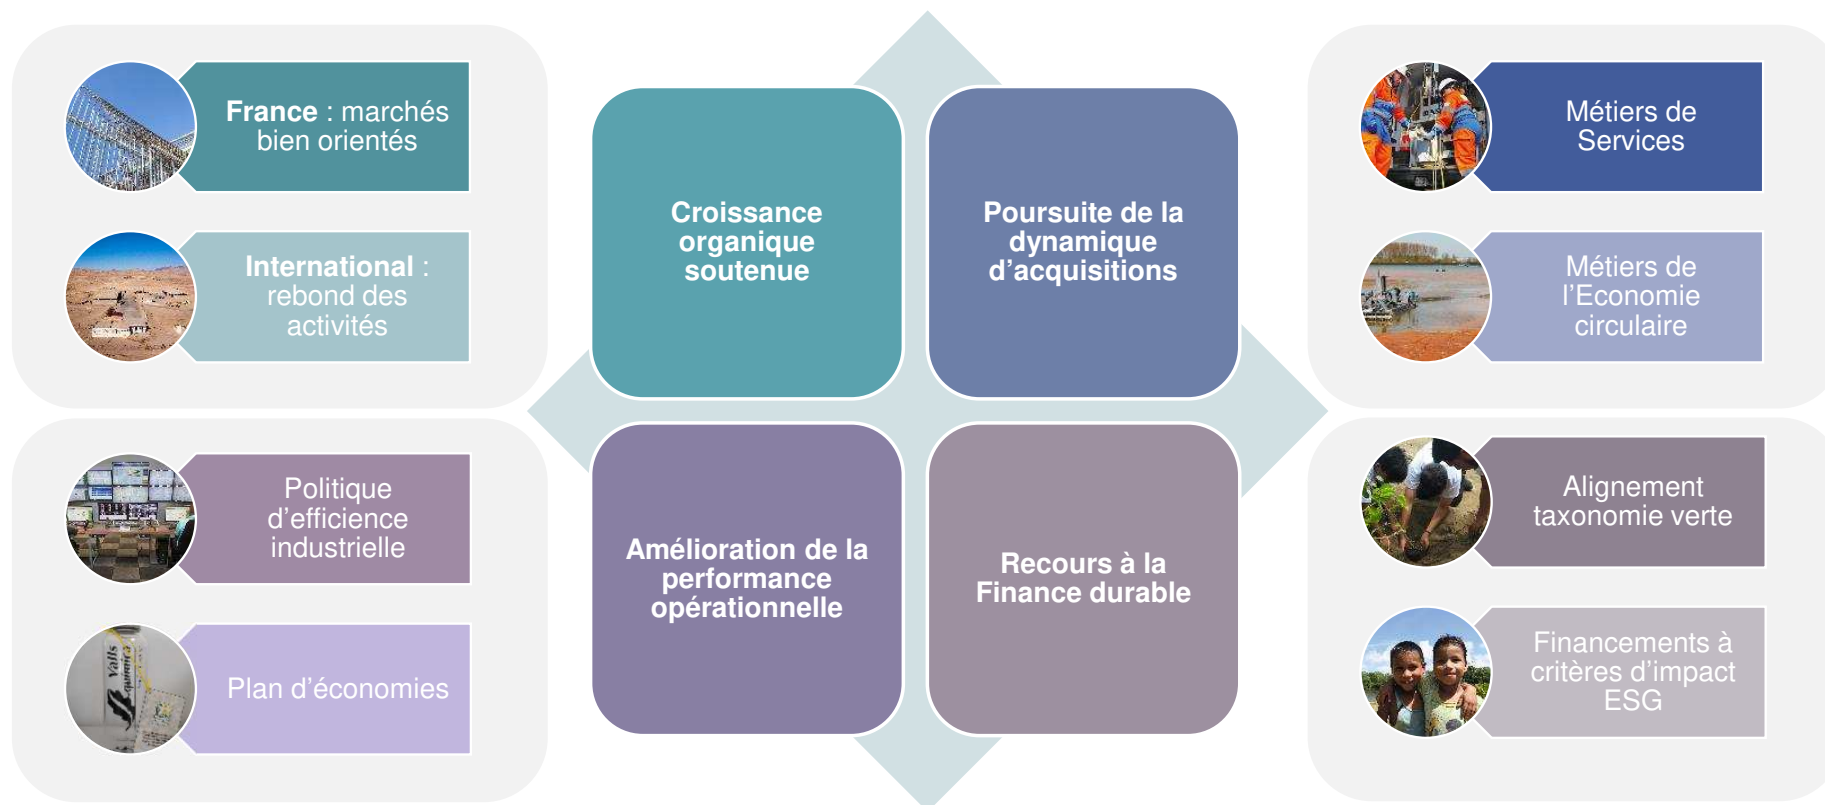 France : marchés
bien orientés
International :
rebond des
activités
Croissance
organique
soutenue
Poursuite de la
dynamique
d’acquisitions
Métiers de
Services
Métiers de
l’Economie
circulaire
Politique
d’efficience
industrielle
Valls
quimica
Plan d’économies
Amélioration de la
performance
opérationnelle
Recours à la
Finance durable
Alignement
taxonomie verte
Financements à
critères d’impact
ESG